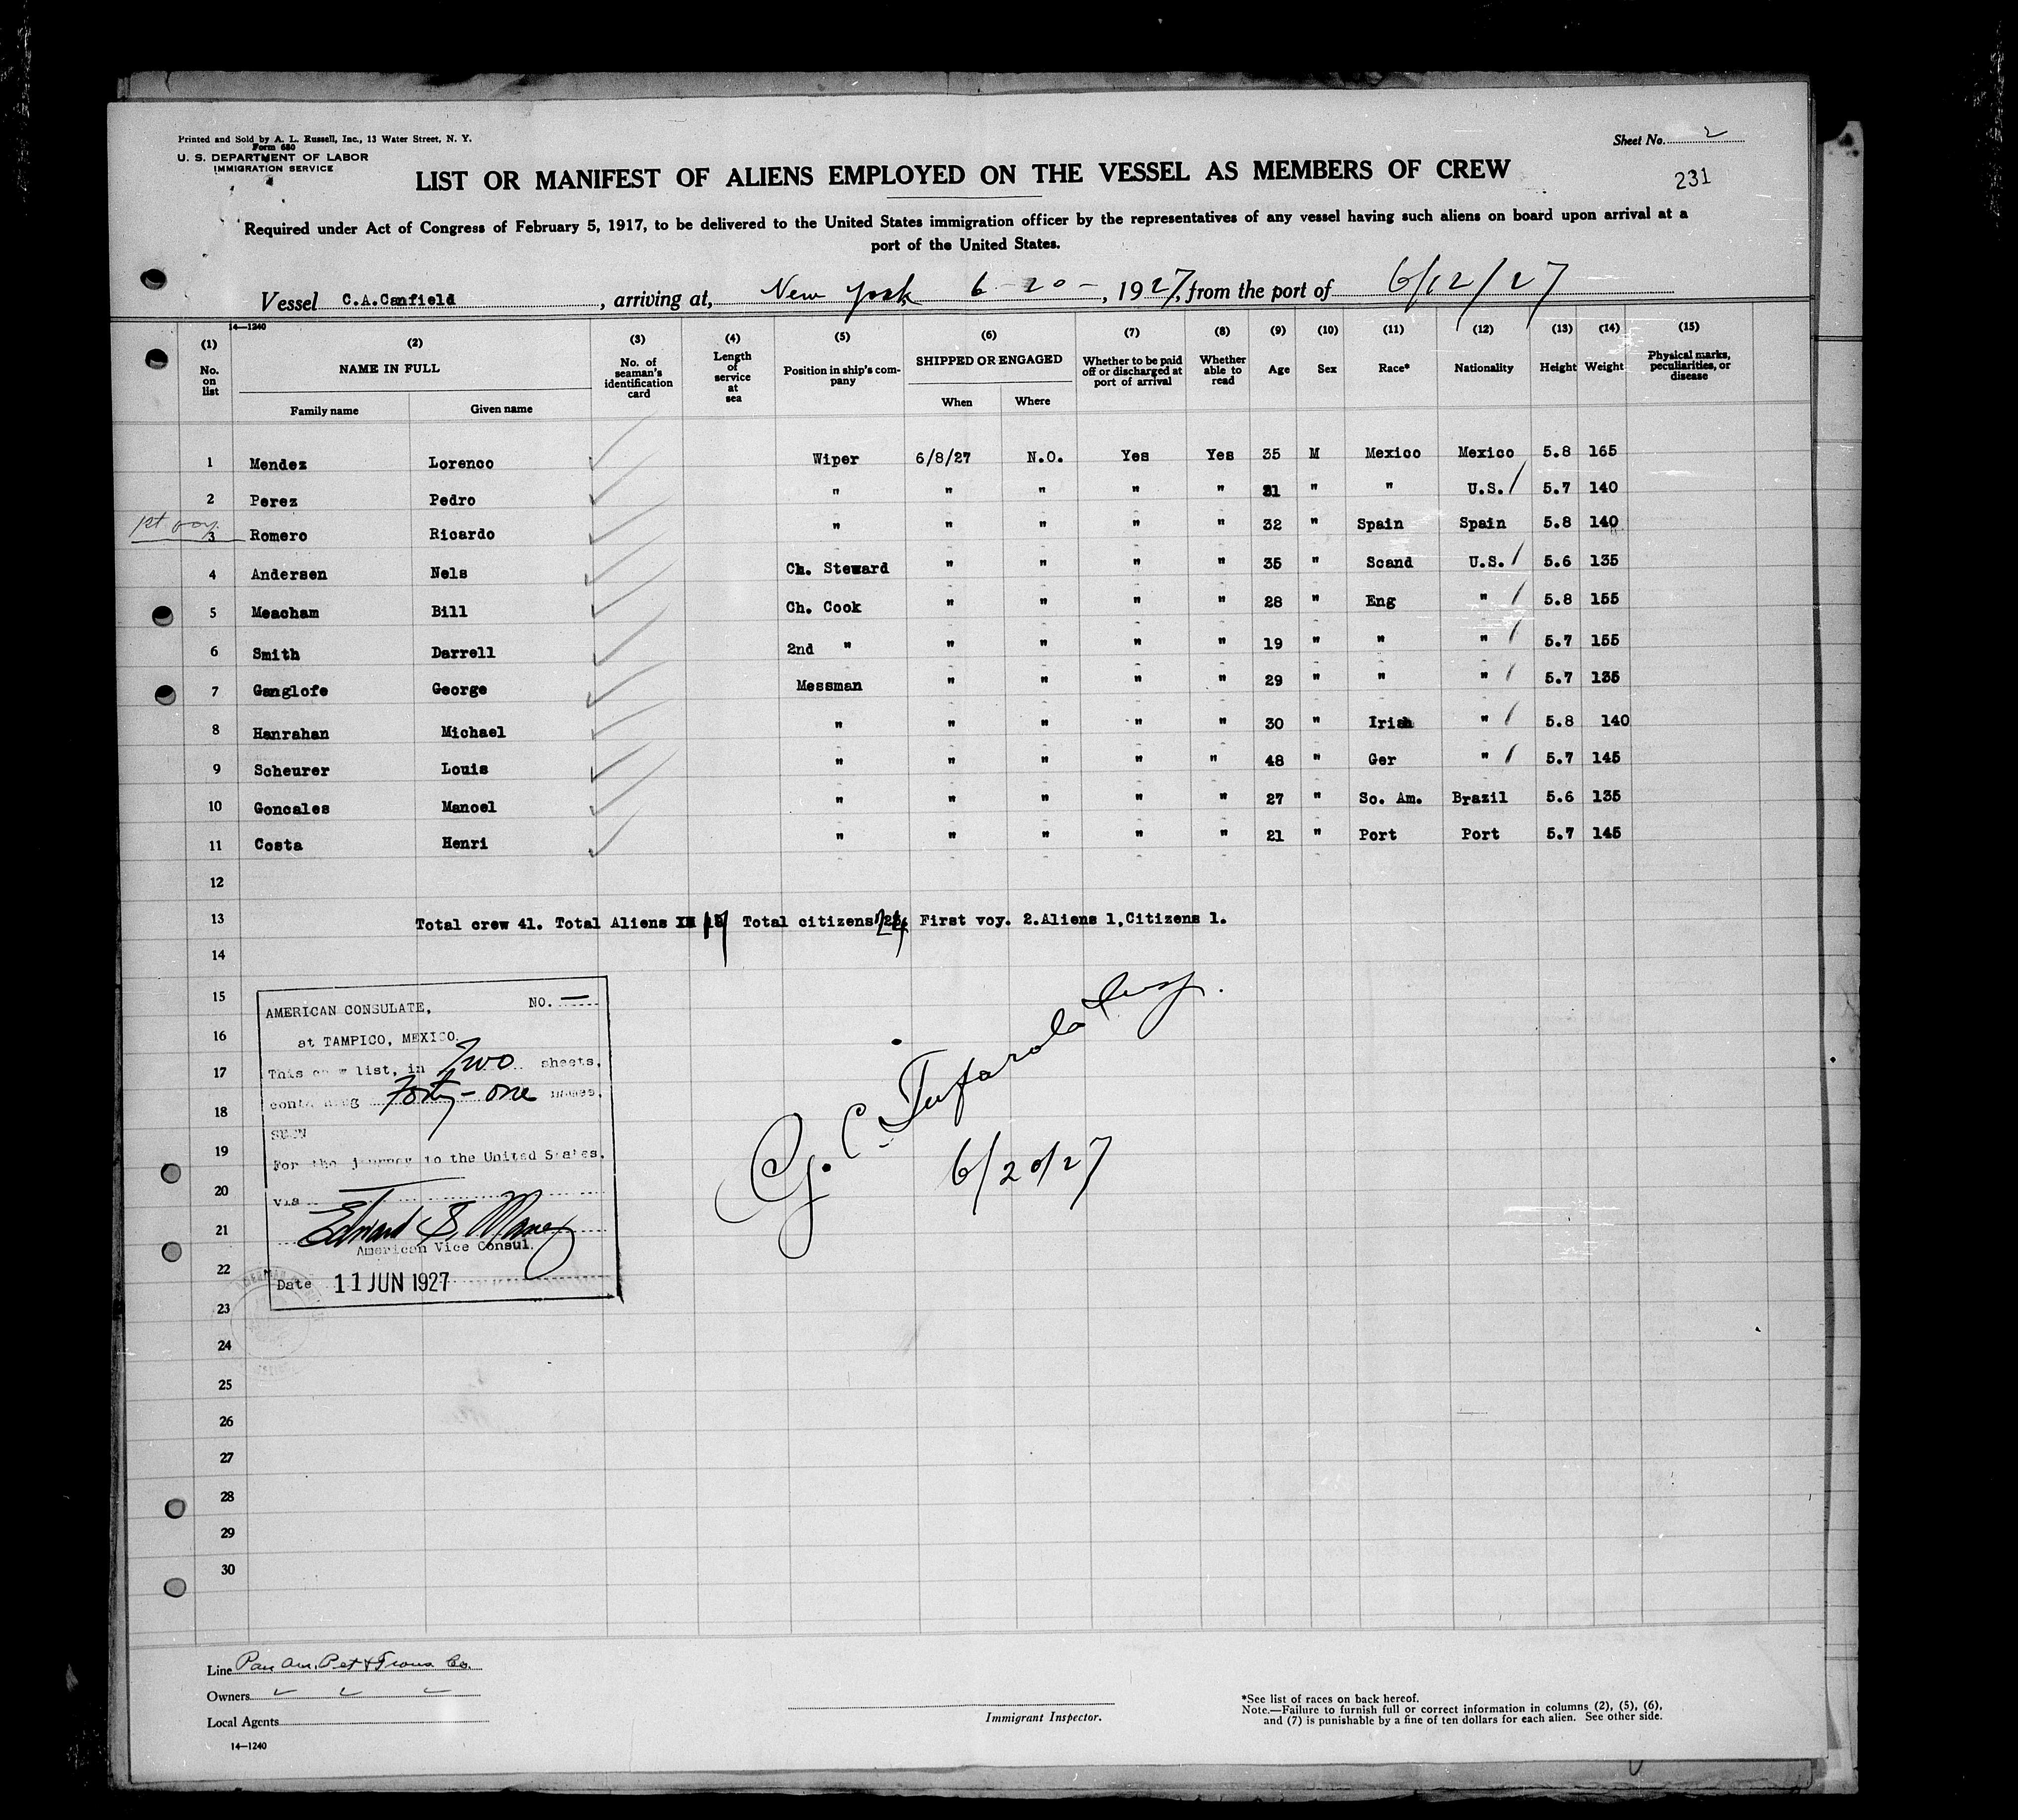 Printed and Sold by A. L. Russell, Inc., 13 Water Street, N. Y.
Form 680
U. S. DEPARTMENT OF LABOR
IMMIGRATION SERVICE
Sheet No. 2
LIST OR MANIFEST OF ALIENS EMPLOYED ON THE VESSEL AS MEMBERS OF CREW
231
Required under Act of Congress of February 5, 1917, to be delivered to the United States immigration officer by the representatives of any vessel having such aliens on board upon arrival at a
port of the United States.
Vessel C.A.Canfield, arriving at, New York 6-20-, 1927, from the port of 6/12/27
14—1240
(1) (2) (3) (4) (5) (6) (7) (8) (9) (10) (11) (12) (13) (14) (15)
No. on list NAME IN FULL No. of seaman's identification card Length of service at sea Position in ship's company SHIPPED OR ENGAGED Whether to be paid off or discharged at port of arrival Whether able to read Age Sex Race* Nationality Height Weight Physical marks, peculiarities, or disease
Family name Given name When Where
1 Mendez Lorenco Wiper 6/8/27 N.O. Yes Yes 35 M Mexico Mexico 5.8 165
2 Perez Pedro " " " " " 31 " " U.S. / 5.7 140
1st voy. 3 Romero Ricardo " " " " " 32 " Spain Spain 5.8 140
4 Andersen Nels Ch. Steward " " " " 35 " Scand U.S. / 5.6 135
5 Meacham Bill Ch. Cook " " " " 28 " Eng " / 5.8 155
6 Smith Darrell 2nd " " " " " 19 " " " / 5.7 155
7 Ganglofe George Messman " " " " 29 " " " / 5.7 135
8 Hanrahan Michael " " " " " 30 " Irish " / 5.8 140
9 Scheurer Louis " " " " " 48 " Ger " / 5.7 145
10 Goncales Manoel " " " " " 27 " So. Am. Brazil 5.6 135
11 Costa Henri " " " " " 21 " Port Port 5.7 145
12
13 Total crew 41. Total Aliens 17 Total citizens 24 First voy. 2.Aliens 1,Citizens 1.
14
15
16
17
18
19
20
21
22
23
24
25
26
27
28
29
30
AMERICAN CONSULATE, No. —
at TAMPICO, MEXICO.
This crew list, in Two sheets,
containing Forty-one names,
SEEN
For the journey to the United States,
via
Edward S. Maney
American Vice Consul.
Date 11 JUN 1927
G. C. Tufarolo Insp.
6/20/27
Line Pan Am. Pet & Trans Co.
Owners " " "
Local Agents
14—1240
Immigrant Inspector.
*See list of races on back hereof.
Note.—Failure to furnish full or correct information in columns (2), (5), (6),
and (7) is punishable by a fine of ten dollars for each alien. See other side.